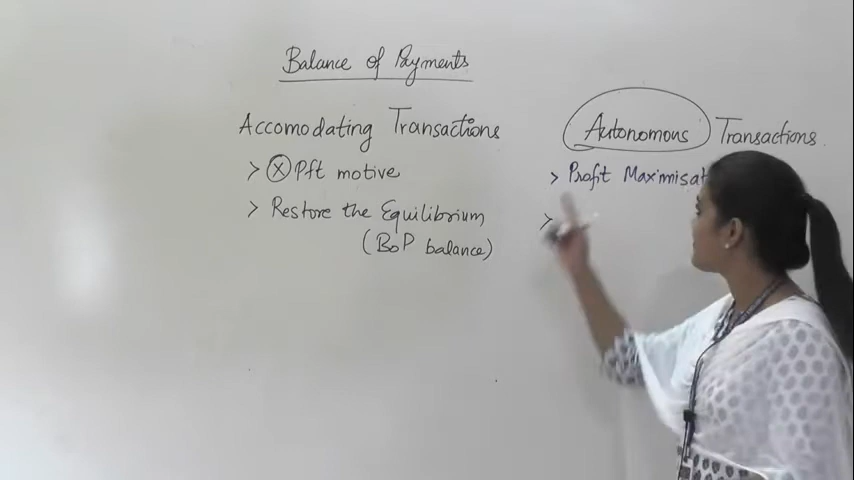 Balance of Payments
Accomodating Transactions
> Ⓧ Pft motive
> Restore the Equilibrium
(BoP balance)
Autonomous Transactions
> Profit Maximisat
>